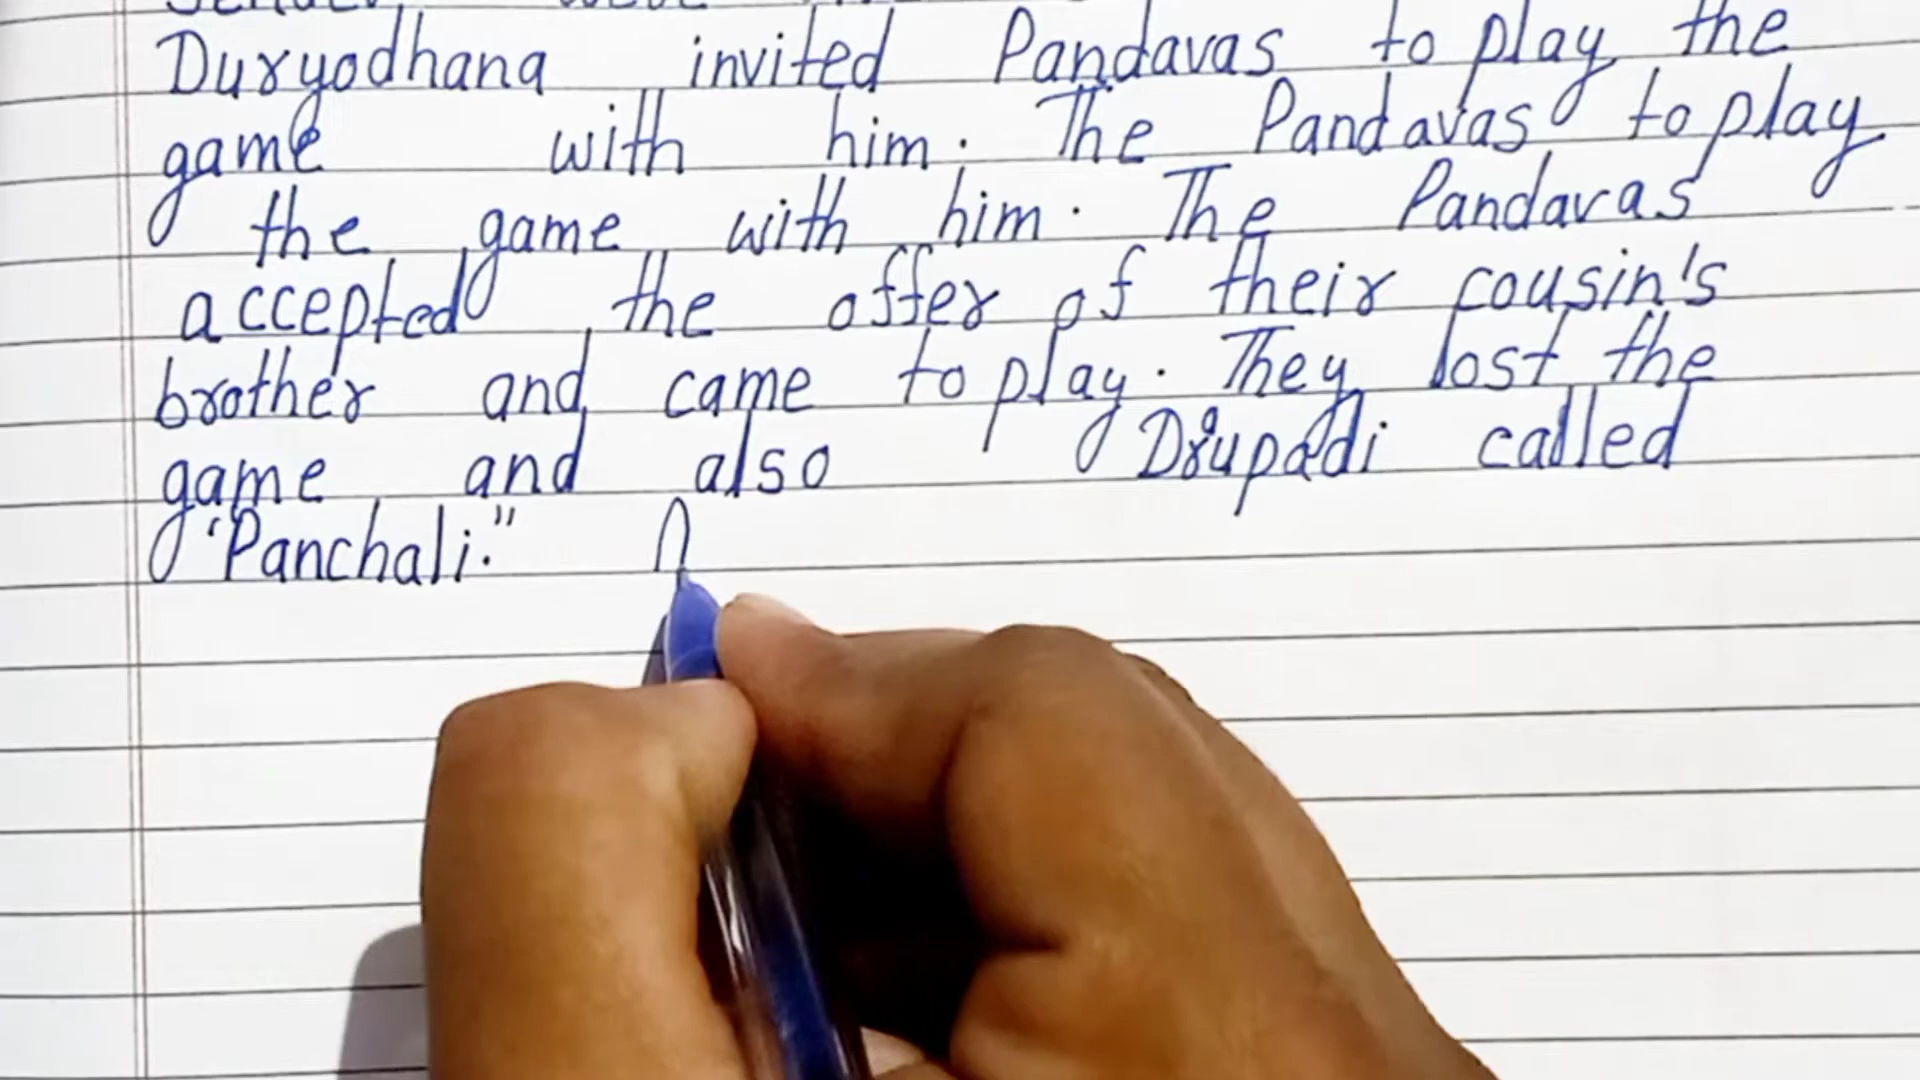 Duryodhana invited Pandavas to play the
game with him. The Pandavas to play
the game with him. The Pandavas
accepted the offer of their cousin's
brother and came to play. They lost the
game and also Drupadi called
"Panchali."